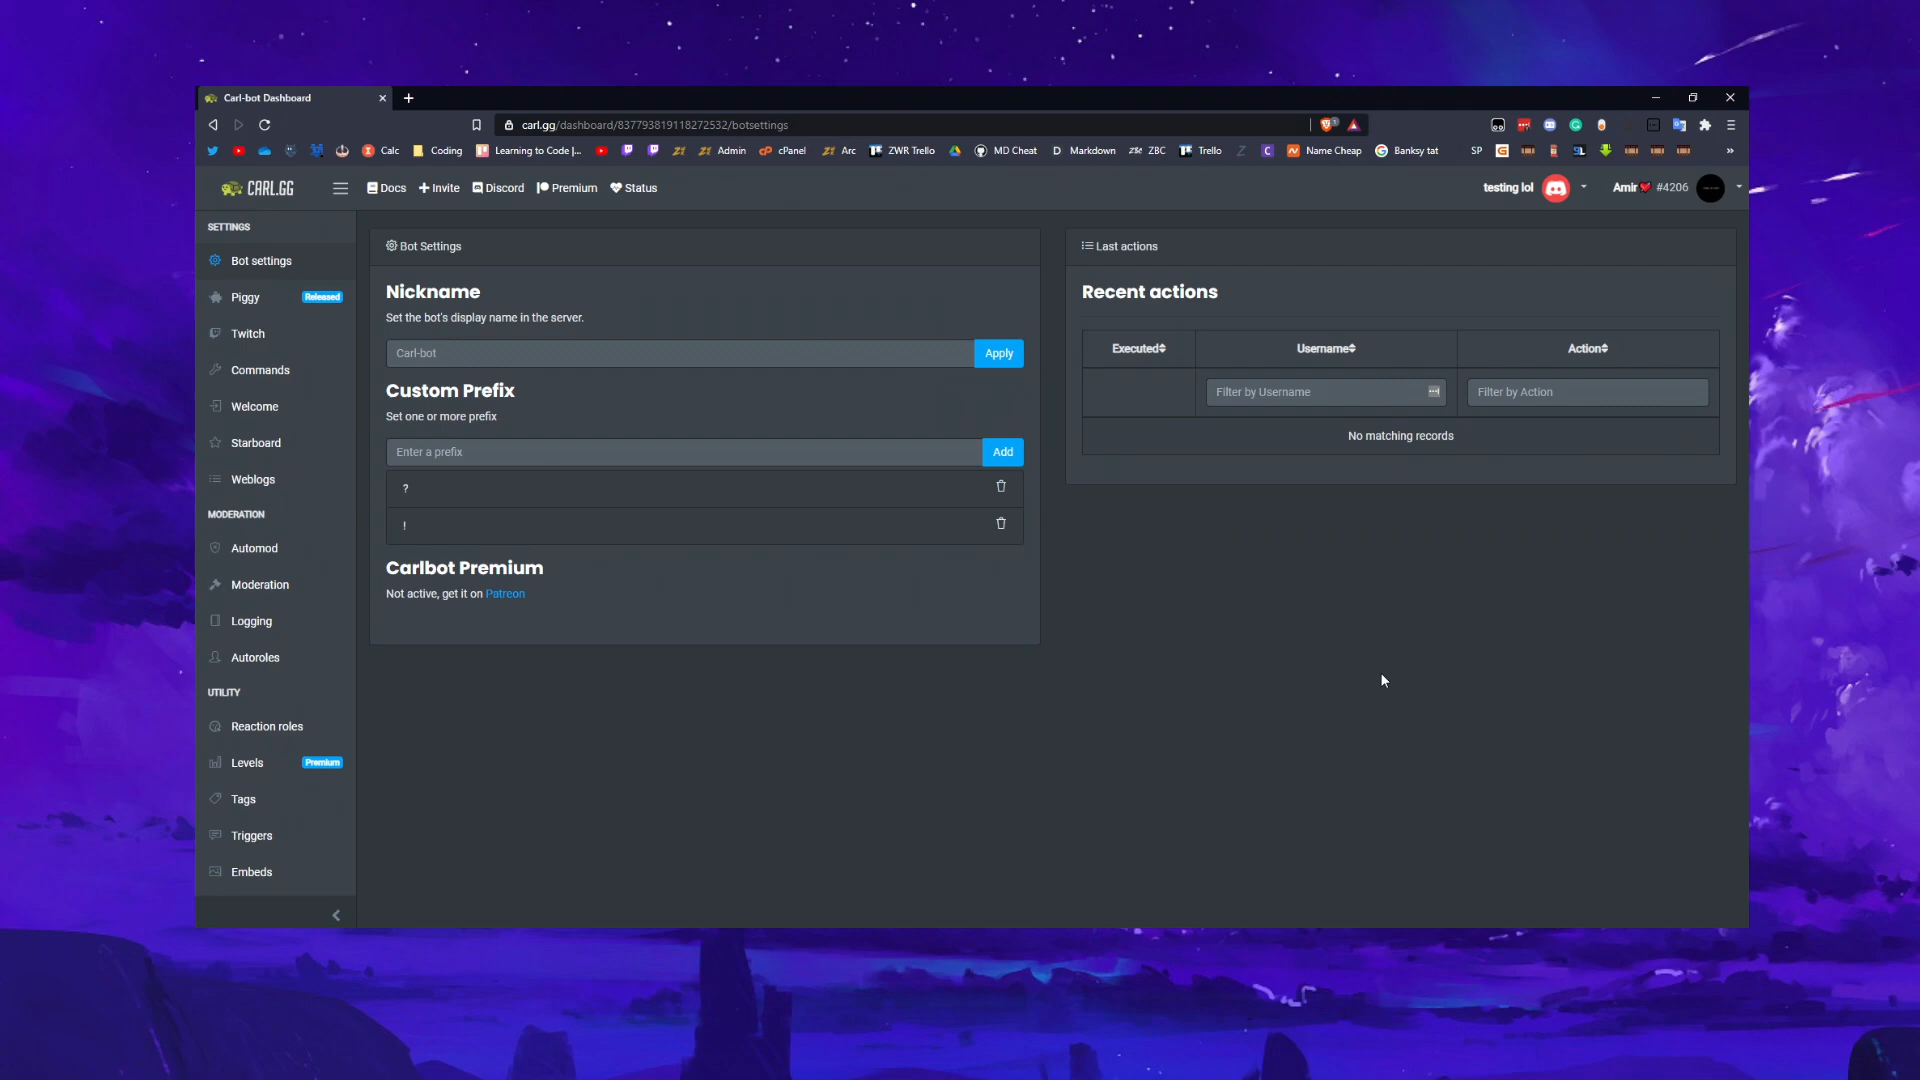 Carl-bot Dashboard
carl.gg/dashboard/837793819118272532/botsettings
Calc Coding Learning to Code |... Admin cPanel Arc ZWR Trello MD Cheat Markdown ZBC Trello Name Cheap Banksy tat SP »
CARL.GG Docs Invite Discord Premium Status testing lol Amir #4206
SETTINGS
Bot settings
Piggy Released
Twitch
Commands
Welcome
Starboard
Weblogs
MODERATION
Automod
Moderation
Logging
Autoroles
UTILITY
Reaction roles
Levels Premium
Tags
Triggers
Embeds
Bot Settings
Nickname
Set the bot's display name in the server.
Carl-bot Apply
Custom Prefix
Set one or more prefix
Enter a prefix Add
?
!
Carlbot Premium
Not active, get it on Patreon
Last actions
Recent actions
Executed Username Action
Filter by Username Filter by Action
No matching records